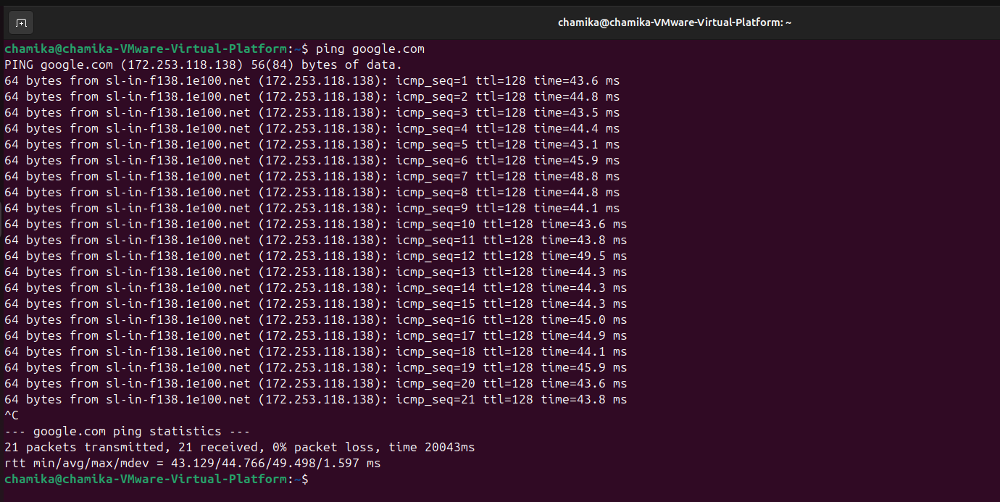 chamika@chamika-VMware-Virtual-Platform: ~
chamika@chamika-VMware-Virtual-Platform:~$ ping google.com
PING google.com (172.253.118.138) 56(84) bytes of data.
64 bytes from sl-in-f138.1e100.net (172.253.118.138): icmp_seq=1 ttl=128 time=43.6 ms
64 bytes from sl-in-f138.1e100.net (172.253.118.138): icmp_seq=2 ttl=128 time=44.8 ms
64 bytes from sl-in-f138.1e100.net (172.253.118.138): icmp_seq=3 ttl=128 time=43.5 ms
64 bytes from sl-in-f138.1e100.net (172.253.118.138): icmp_seq=4 ttl=128 time=44.4 ms
64 bytes from sl-in-f138.1e100.net (172.253.118.138): icmp_seq=5 ttl=128 time=43.1 ms
64 bytes from sl-in-f138.1e100.net (172.253.118.138): icmp_seq=6 ttl=128 time=45.9 ms
64 bytes from sl-in-f138.1e100.net (172.253.118.138): icmp_seq=7 ttl=128 time=48.8 ms
64 bytes from sl-in-f138.1e100.net (172.253.118.138): icmp_seq=8 ttl=128 time=44.8 ms
64 bytes from sl-in-f138.1e100.net (172.253.118.138): icmp_seq=9 ttl=128 time=44.1 ms
64 bytes from sl-in-f138.1e100.net (172.253.118.138): icmp_seq=10 ttl=128 time=43.6 ms
64 bytes from sl-in-f138.1e100.net (172.253.118.138): icmp_seq=11 ttl=128 time=43.8 ms
64 bytes from sl-in-f138.1e100.net (172.253.118.138): icmp_seq=12 ttl=128 time=49.5 ms
64 bytes from sl-in-f138.1e100.net (172.253.118.138): icmp_seq=13 ttl=128 time=44.3 ms
64 bytes from sl-in-f138.1e100.net (172.253.118.138): icmp_seq=14 ttl=128 time=44.3 ms
64 bytes from sl-in-f138.1e100.net (172.253.118.138): icmp_seq=15 ttl=128 time=44.3 ms
64 bytes from sl-in-f138.1e100.net (172.253.118.138): icmp_seq=16 ttl=128 time=45.0 ms
64 bytes from sl-in-f138.1e100.net (172.253.118.138): icmp_seq=17 ttl=128 time=44.9 ms
64 bytes from sl-in-f138.1e100.net (172.253.118.138): icmp_seq=18 ttl=128 time=44.1 ms
64 bytes from sl-in-f138.1e100.net (172.253.118.138): icmp_seq=19 ttl=128 time=45.9 ms
64 bytes from sl-in-f138.1e100.net (172.253.118.138): icmp_seq=20 ttl=128 time=43.6 ms
64 bytes from sl-in-f138.1e100.net (172.253.118.138): icmp_seq=21 ttl=128 time=43.8 ms
^C
--- google.com ping statistics ---
21 packets transmitted, 21 received, 0% packet loss, time 20043ms
rtt min/avg/max/mdev = 43.129/44.766/49.498/1.597 ms
chamika@chamika-VMware-Virtual-Platform:~$